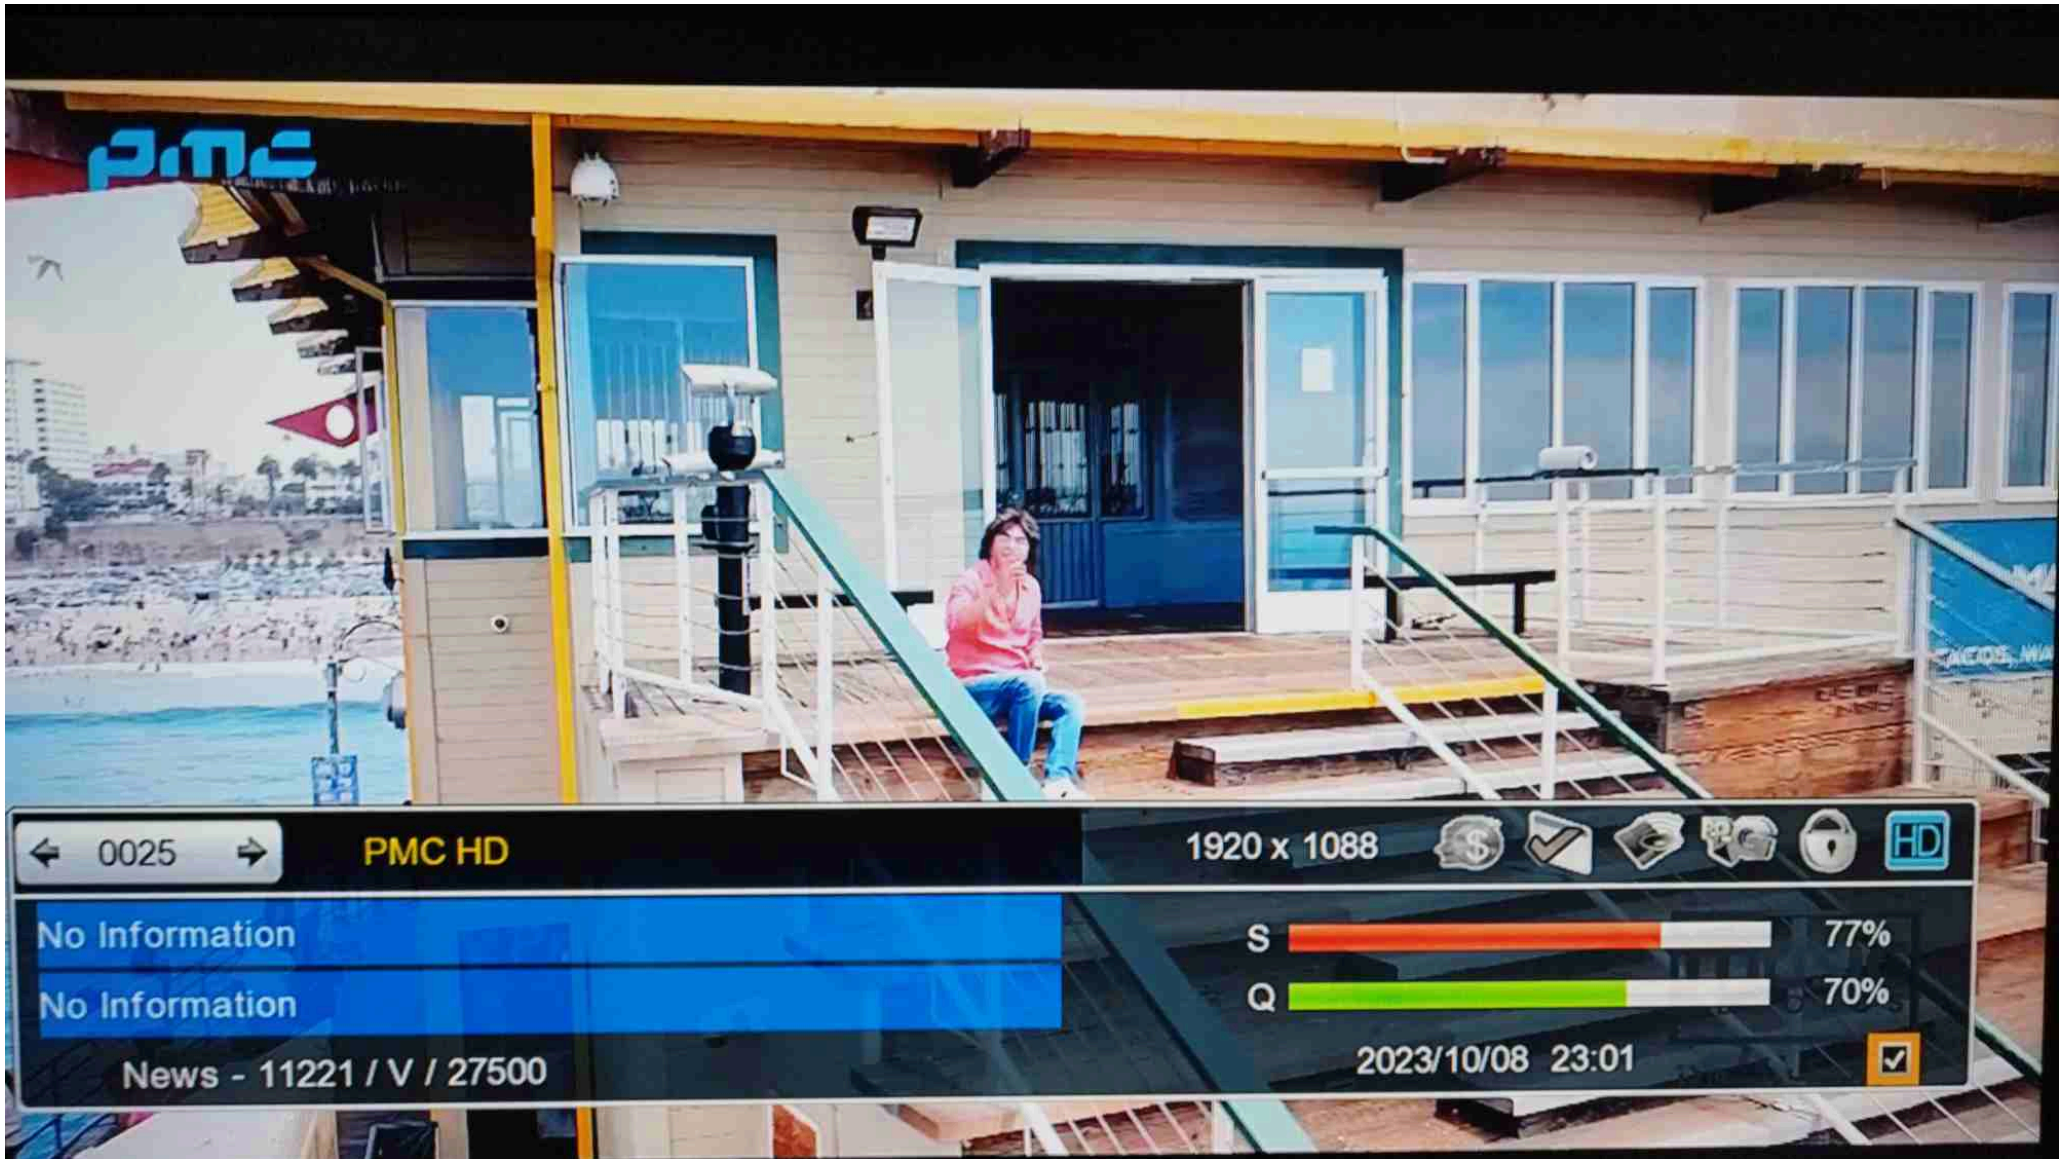 pmc
0025
PMC HD
1920 x 1088
HD
No Information
S
77%
No Information
Q
70%
News - 11221 / V / 27500
2023/10/08 23:01